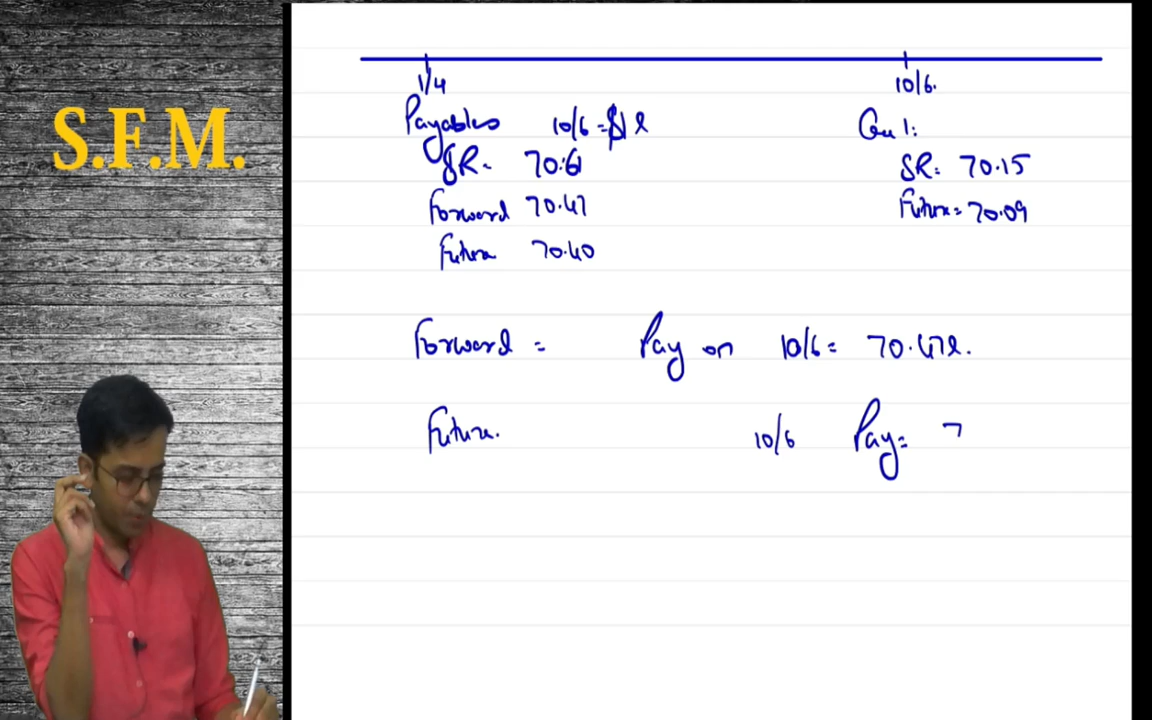 S.F.M.
1/4
10/6.
Payables 10/6 = $1 l
Case 1:
SR = 70.61
SR = 70.15
Forward 70.47
Future = 70.09
Future 70.40
Forward = Pay on 10/6 = 70.47 l.
Future. 10/6 Pay = 7